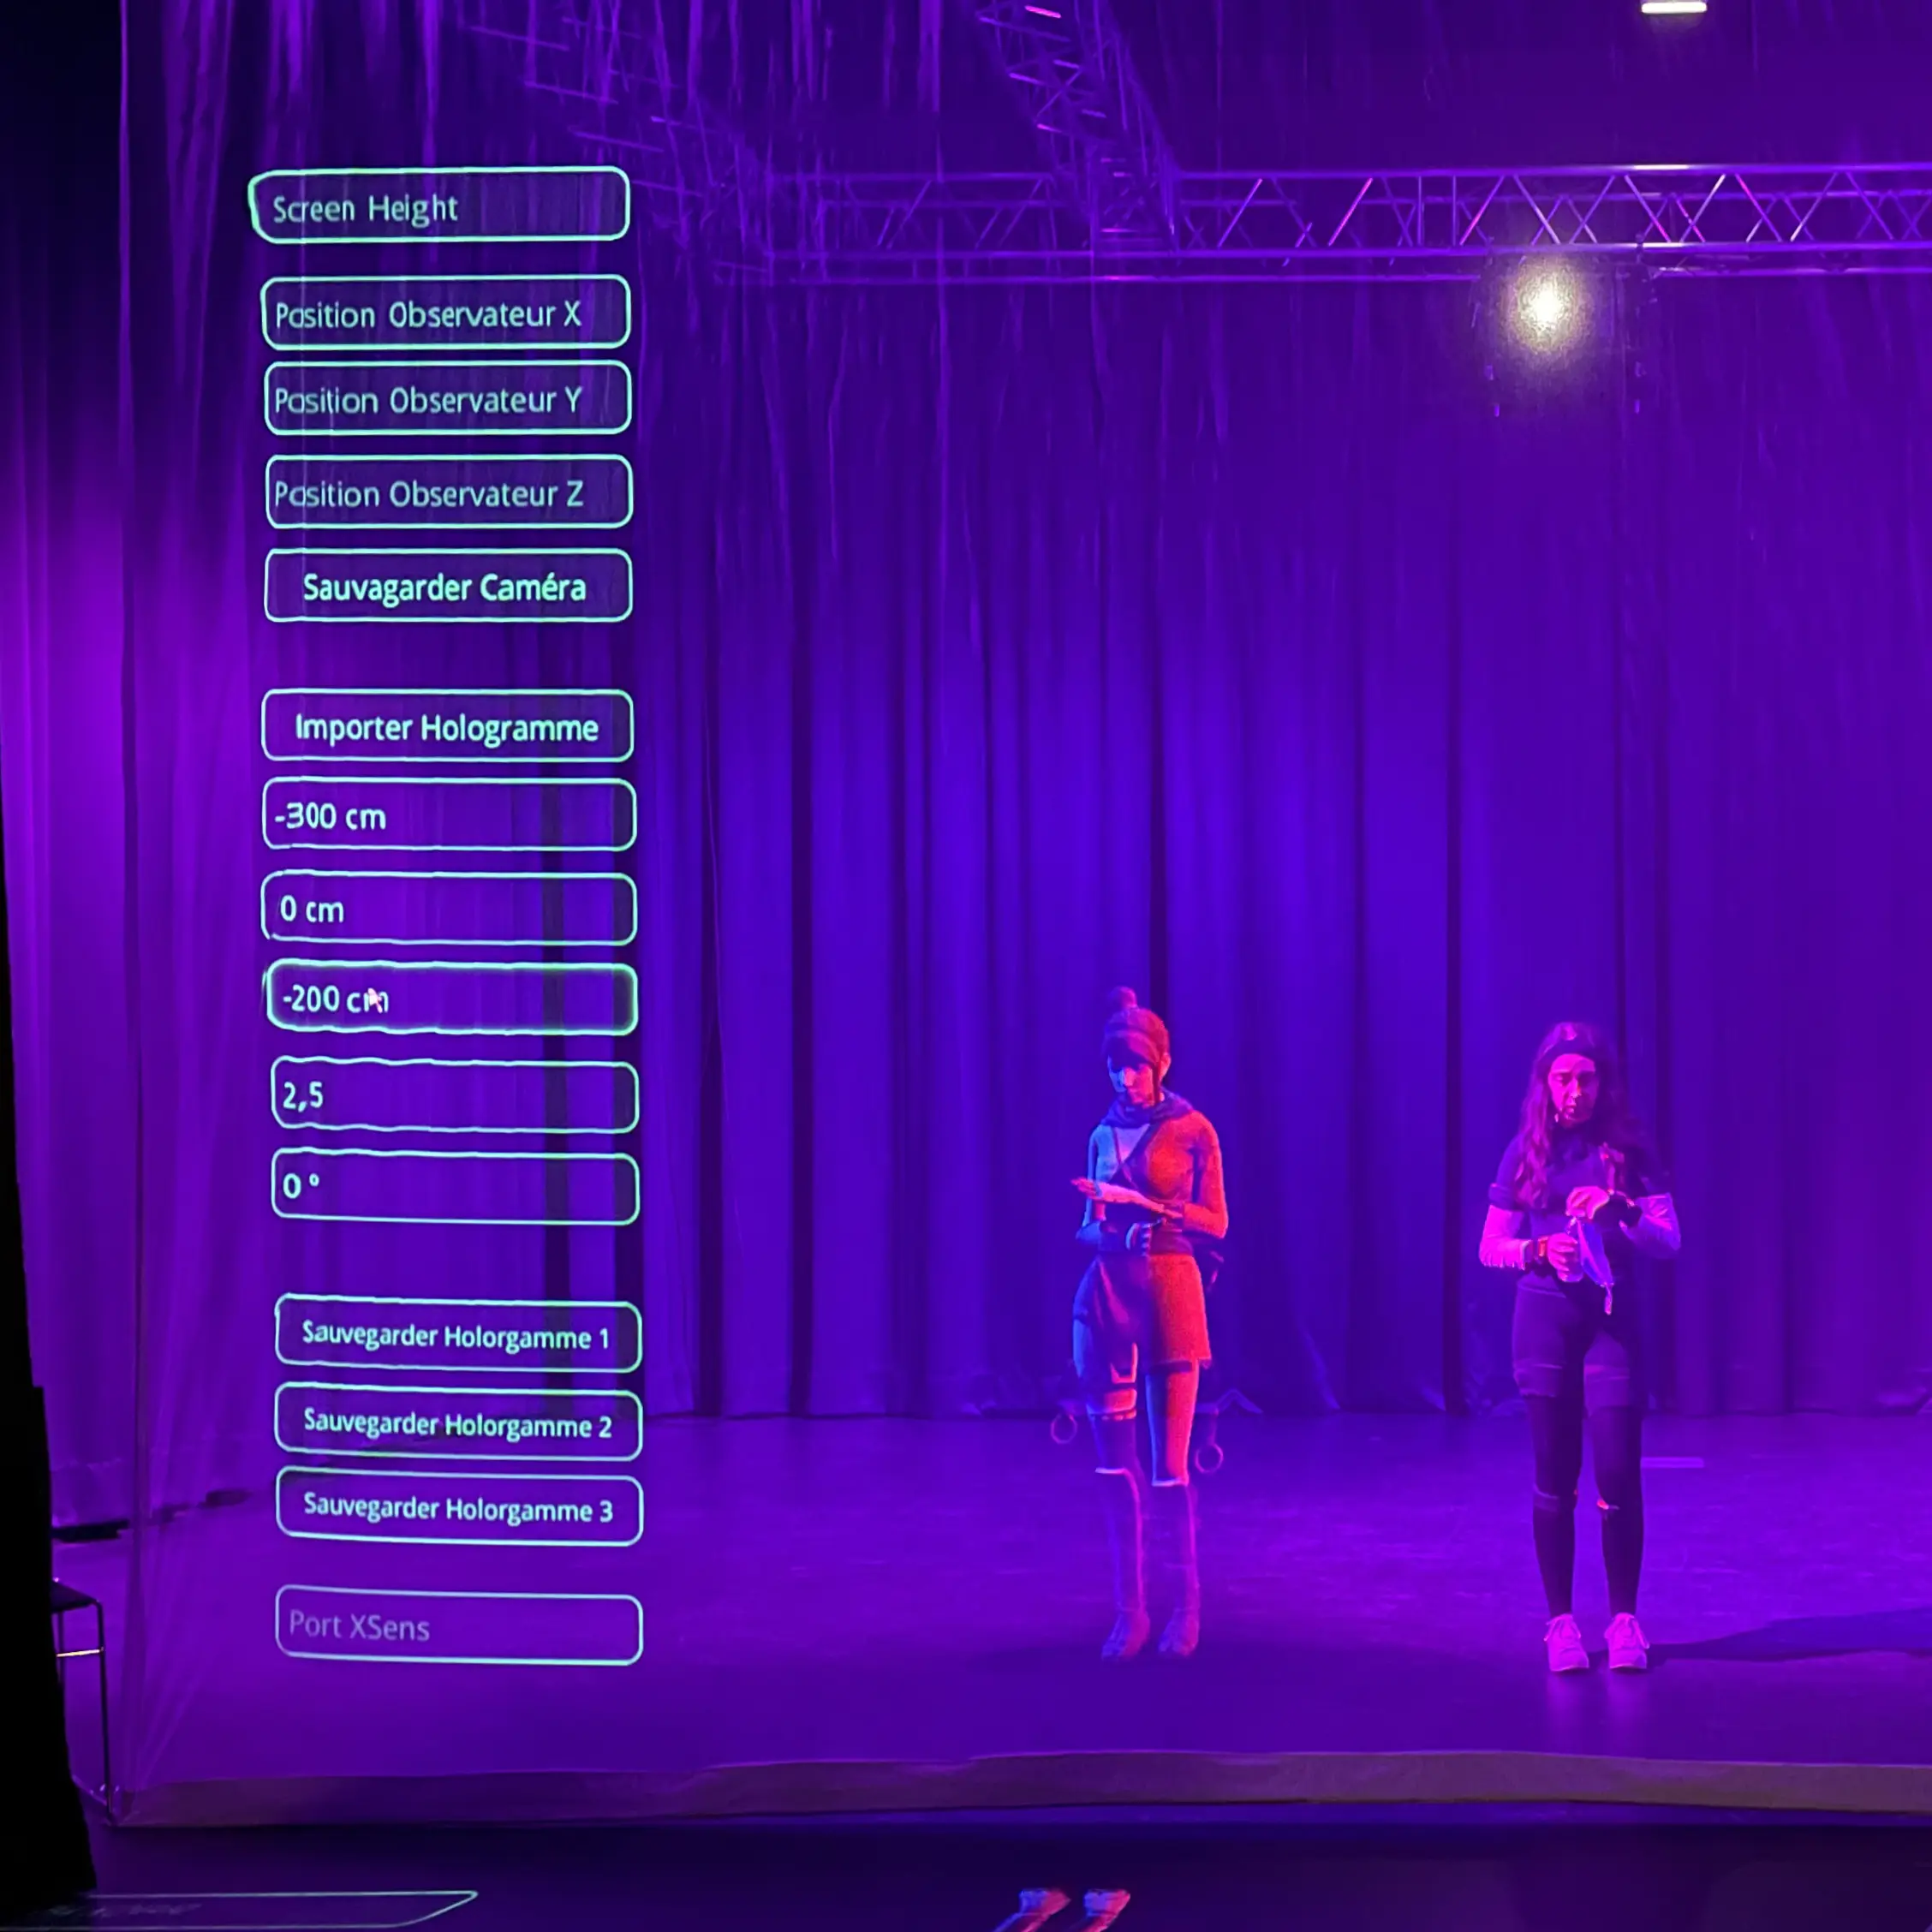 Screen Height
Position Observateur X
Position Observateur Y
Position Observateur Z
Sauvagarder Caméra
Importer Hologramme
-300 cm
0 cm
-200 cm
2,5
0 °
Sauvegarder Holorgamme 1
Sauvegarder Holorgamme 2
Sauvegarder Holorgamme 3
Port XSens